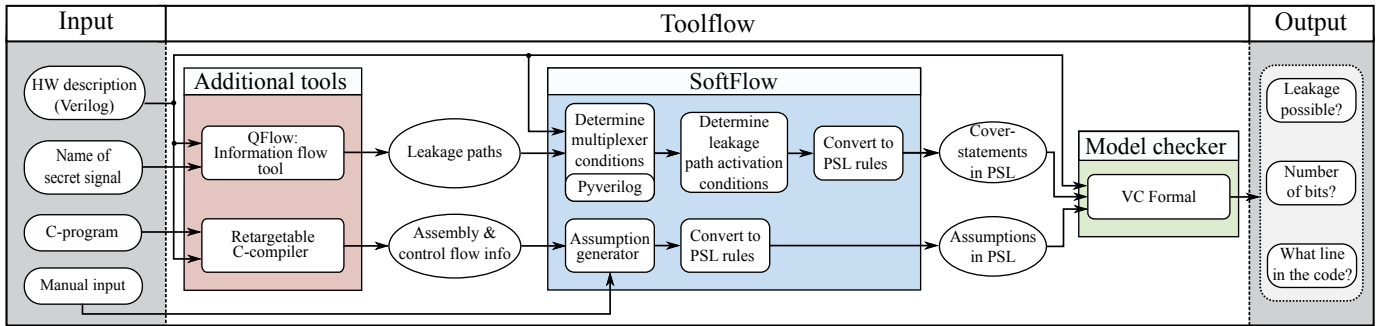 Input
Toolflow
Output
HW description
(Verilog)
Name of
secret signal
C-program
Manual input
Additional tools
QFlow:
Information flow
tool
Retargetable
C-compiler
Leakage paths
Assembly &
control flow info
SoftFlow
Determine
multiplexer
conditions
Pyverilog
Determine
leakage
path activation
conditions
Convert to
PSL rules
Assumption
generator
Convert to
PSL rules
Cover-
statements
in PSL
Assumptions
in PSL
Model checker
VC Formal
Leakage
possible?
Number
of bits?
What line
in the code?